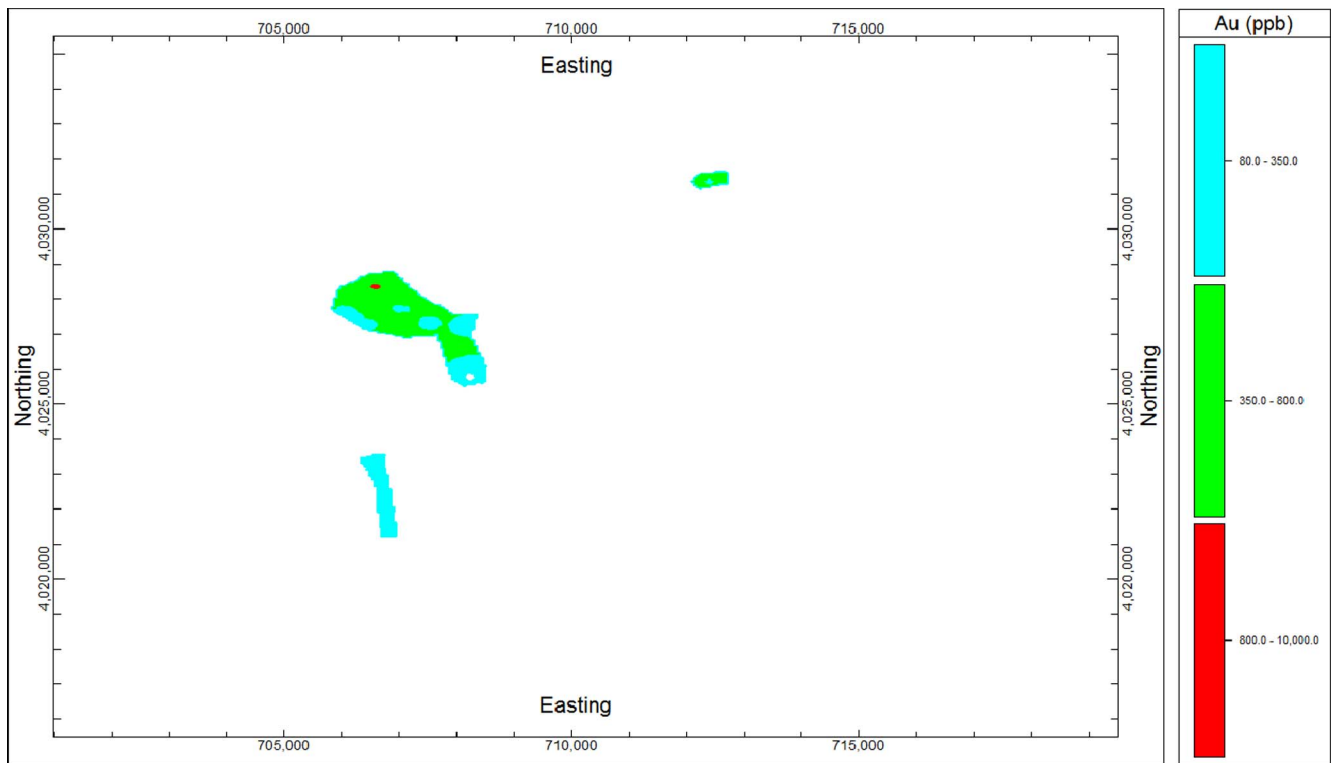 705,000 710,000 715,000
Au (ppb)
Easting
80.0 - 350.0
4,030,000 4,030,000
Northing Northing
4,025,000 4,025,000
350.0 - 800.0
4,020,000 4,020,000
800.0 - 10,000.0
Easting
705,000 710,000 715,000